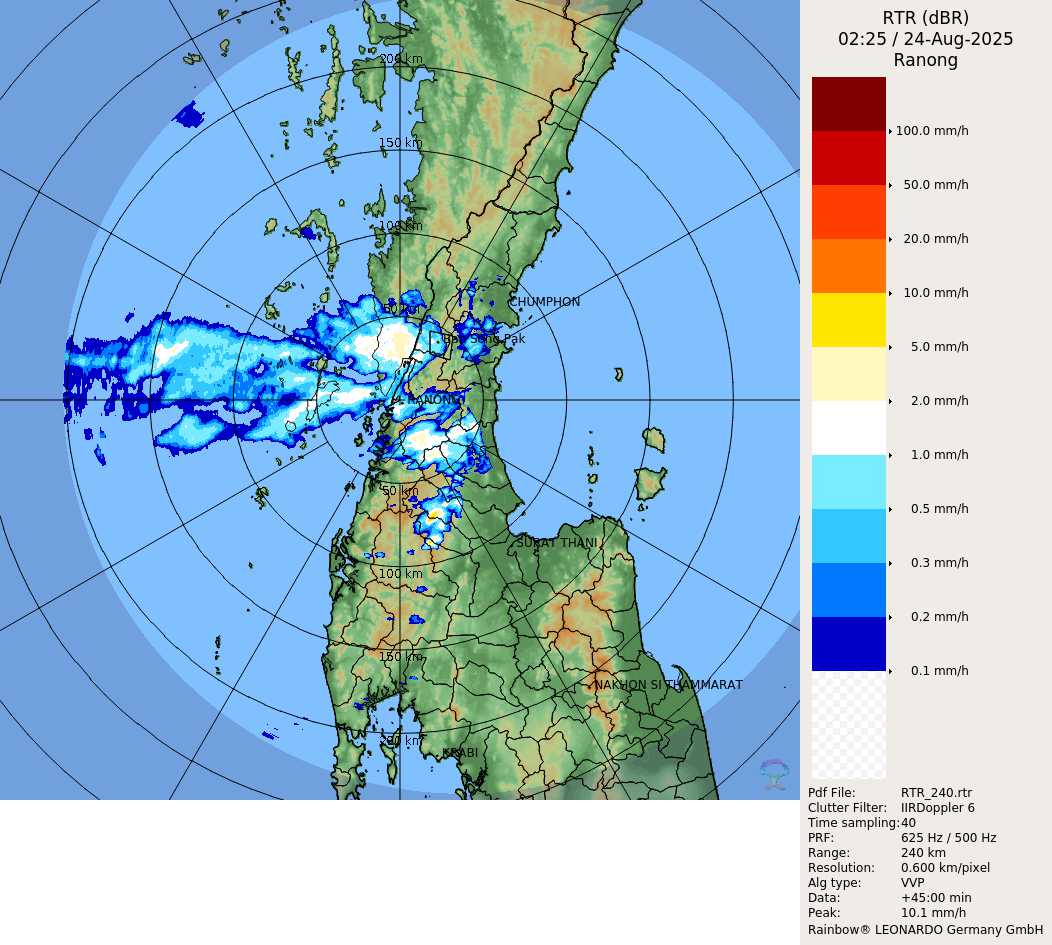 RTR (dBR)
02:25 / 24-Aug-2025
Ranong
100.0 mm/h
50.0 mm/h
20.0 mm/h
10.0 mm/h
5.0 mm/h
2.0 mm/h
1.0 mm/h
0.5 mm/h
0.3 mm/h
0.2 mm/h
0.1 mm/h
200 km
150 km
100 km
50 km
CHUMPHON
Song Pak
RANONG
50 km
SURAT THANI
100 km
150 km
NAKHON SI THAMMARAT
200 km
KRABI
Pdf File: RTR_240.rtr
Clutter Filter: IIRDoppler 6
Time sampling:40
PRF: 625 Hz / 500 Hz
Range: 240 km
Resolution: 0.600 km/pixel
Alg type: VVP
Data: +45:00 min
Peak: 10.1 mm/h
Rainbow® LEONARDO Germany GmbH